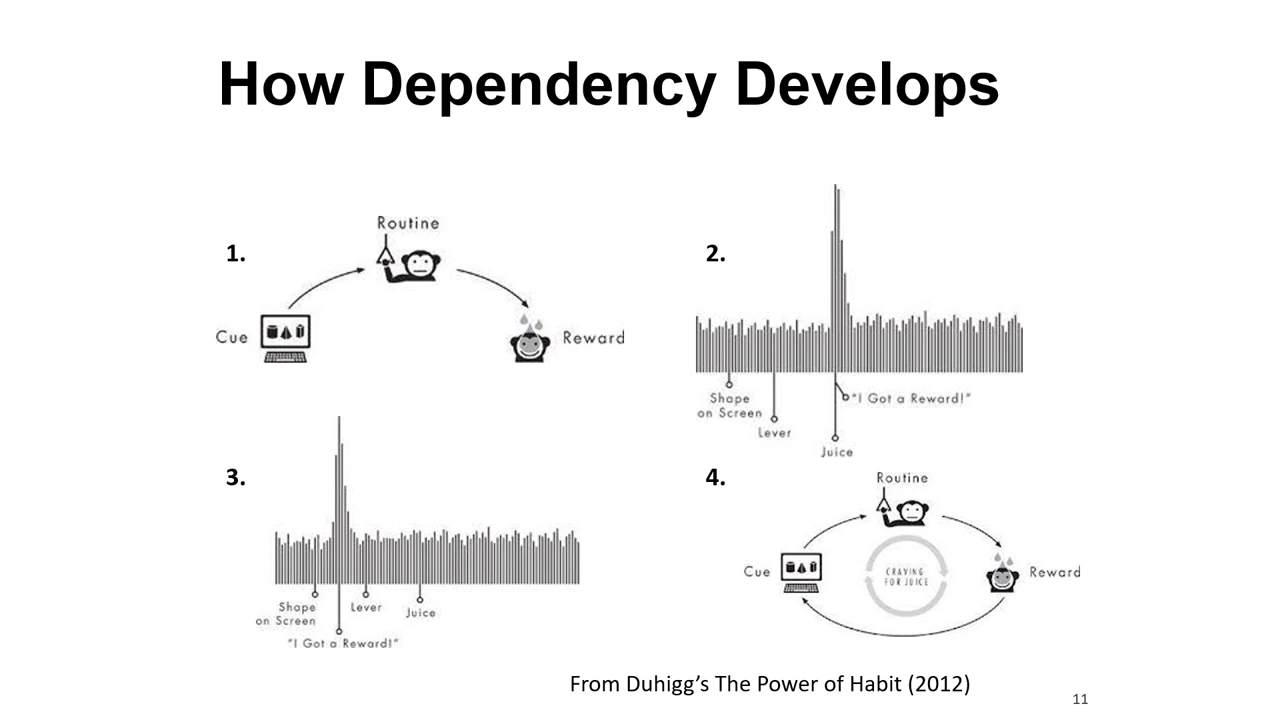 How Dependency Develops
1.
Routine
Cue
Reward
2.
Shape
on Screen
Lever
"I Got a Reward!"
Juice
3.
Shape
on Screen
Lever
Juice
"I Got a Reward!"
4.
Routine
Cue
CRAVING
FOR JUICE
Reward
From Duhigg’s The Power of Habit (2012)
11